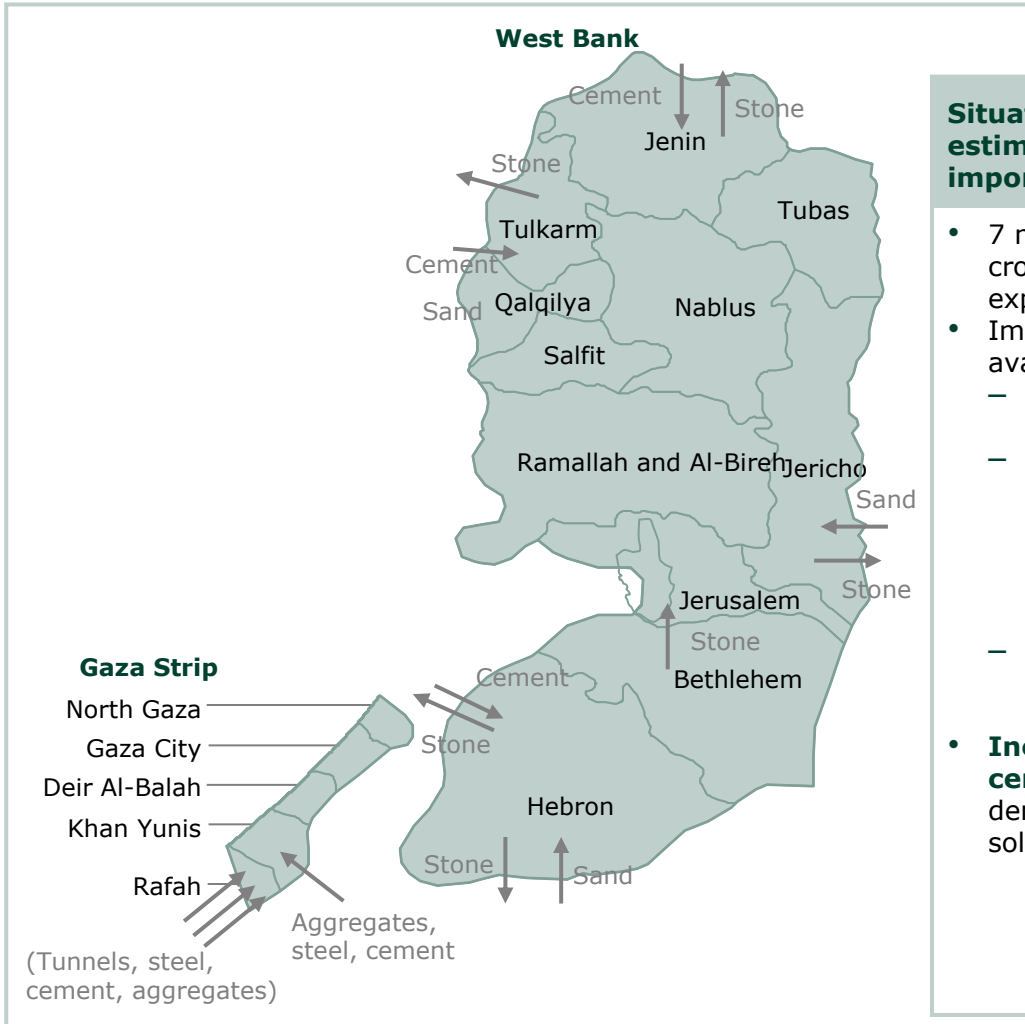 West Bank
Cement
Stone
Jenin
Stone
Tubas
Tulkarm
Cement
Sand
Qalqilya
Nablus
Salfit
Ramallah and Al-Bireh
Jericho
Sand
Stone
Jerusalem
Stone
Bethlehem
Cement
Stone
Hebron
Stone
Sand
Gaza Strip
North Gaza
Gaza City
Deir Al-Balah
Khan Yunis
Rafah
Aggregates,
steel, cement
(Tunnels, steel,
cement, aggregates)
Situa
estim
impor
• 7
cro
exp
• Im
ava
–
–
–
• In
cer
der
sol